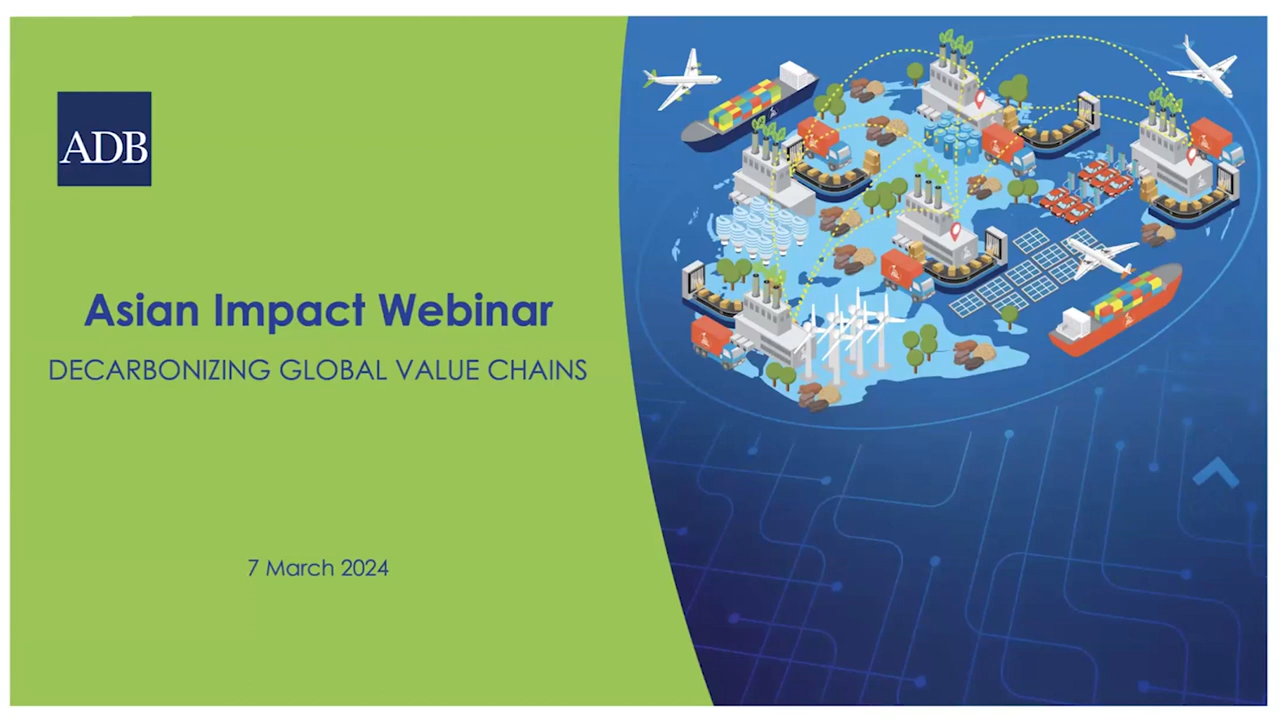 ADB
Asian Impact Webinar
DECARBONIZING GLOBAL VALUE CHAINS
7 March 2024